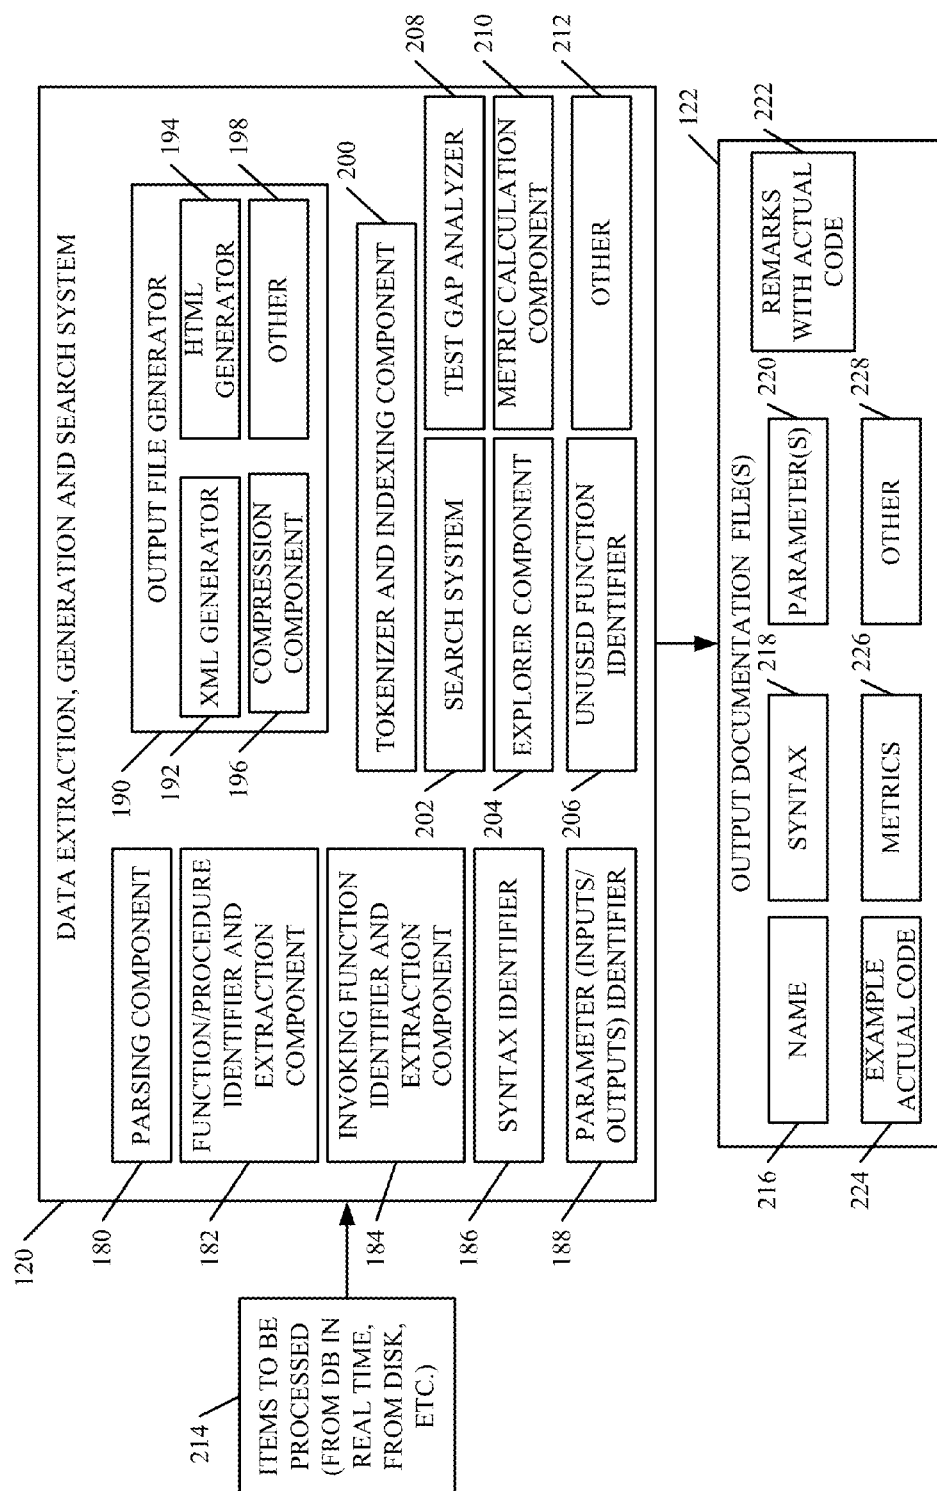 120
DATA EXTRACTION, GENERATION AND SEARCH SYSTEM
214
ITEMS TO BE
PROCESSED
(FROM DB IN
REAL TIME,
FROM DISK,
ETC.)
180
PARSING COMPONENT
182
FUNCTION/PROCEDURE
IDENTIFIER AND
EXTRACTION
COMPONENT
184
INVOKING FUNCTION
IDENTIFIER AND
EXTRACTION
COMPONENT
186
SYNTAX IDENTIFIER
188
PARAMETER (INPUTS/
OUTPUTS) IDENTIFIER
190
OUTPUT FILE GENERATOR
192
XML GENERATOR
194
HTML
GENERATOR
196
COMPRESSION
COMPONENT
198
OTHER
200
TOKENIZER AND INDEXING COMPONENT
202
SEARCH SYSTEM
208
TEST GAP ANALYZER
204
EXPLORER COMPONENT
210
METRIC CALCULATION
COMPONENT
206
UNUSED FUNCTION
IDENTIFIER
212
OTHER
122
OUTPUT DOCUMENTATION FILE(S)
216
NAME
218
SYNTAX
220
PARAMETER(S)
222
REMARKS
WITH ACTUAL
CODE
224
EXAMPLE
ACTUAL CODE
226
METRICS
228
OTHER